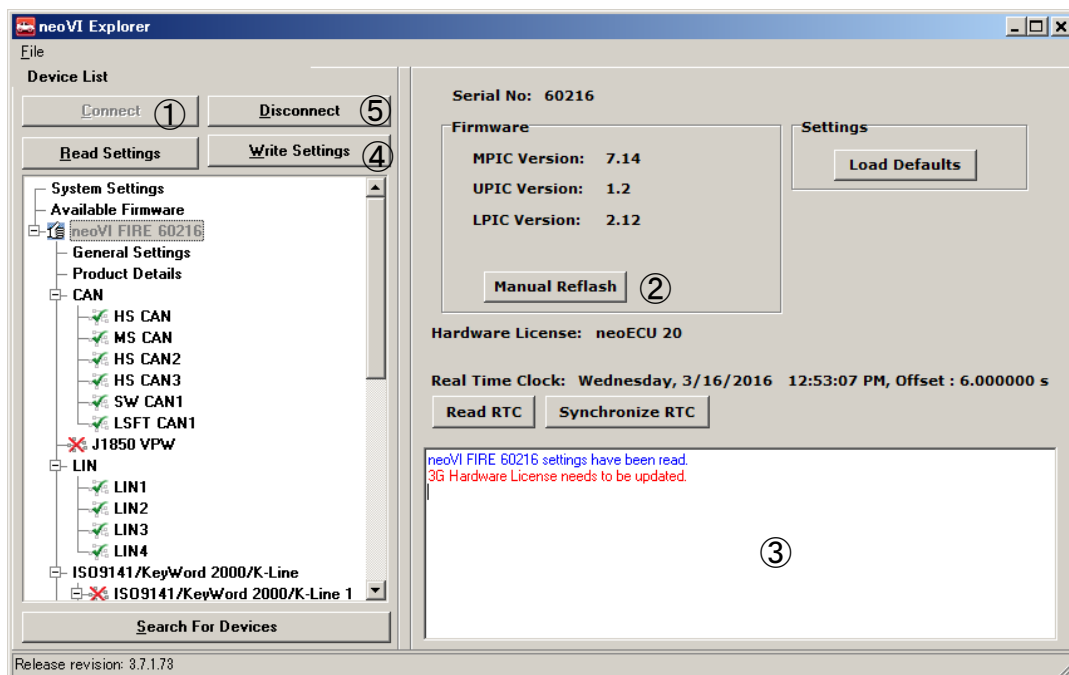 neoVI Explorer
File
Device List
Connect ①
Disconnect ⑤
Read Settings
Write Settings ④
System Settings
Available Firmware
neoVI FIRE 60216
General Settings
Product Details
CAN
HS CAN
MS CAN
HS CAN2
HS CAN3
SW CAN1
LSFT CAN1
J1850 VPW
LIN
LIN1
LIN2
LIN3
LIN4
ISO9141/KeyWord 2000/K-Line
ISO9141/KeyWord 2000/K-Line 1
Search For Devices
Serial No: 60216
Firmware
MPIC Version: 7.14
UPIC Version: 1.2
LPIC Version: 2.12
Manual Reflash ②
Settings
Load Defaults
Hardware License: neoECU 20
Real Time Clock: Wednesday, 3/16/2016 12:53:07 PM, Offset : 6.000000 s
Read RTC
Synchronize RTC
neoVI FIRE 60216 settings have been read.
3G Hardware License needs to be updated.
③
Release revision: 3.7.1.73